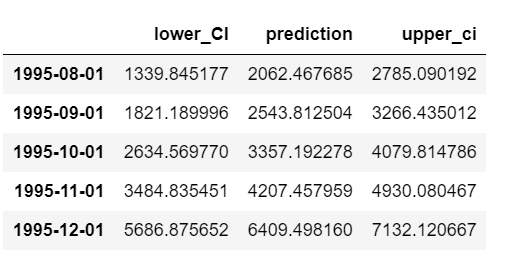 lower_CI prediction upper_ci
1995-08-01 1339.845177 2062.467685 2785.090192
1995-09-01 1821.189996 2543.812504 3266.435012
1995-10-01 2634.569770 3357.192278 4079.814786
1995-11-01 3484.835451 4207.457959 4930.080467
1995-12-01 5686.875652 6409.498160 7132.120667